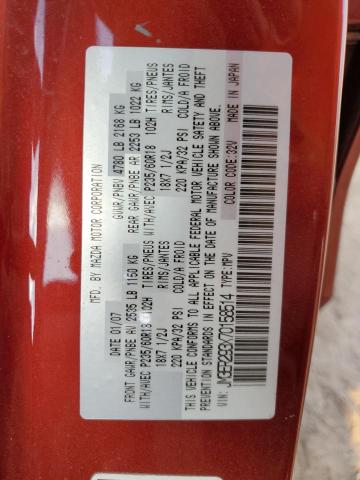 MFD. BY MAZDA MOTOR CORPORATION
DATE 01/07 GVWR/PNBV 4780 LB 2168 KG
FRONT GAWR/PNBE AV 2535 LB 1160 KG REAR GAWR/PNBE AR 2253 LB 1022 KG
WITH/AVEC P235/60R18 102H TIRES/PNEUS WITH/AVEC P235/60R18 102H TIRES/PNEUS
18X7 1/2J RIMS/JANTES 18X7 1/2J RIMS/JANTES
220 KPA/32 PSI COLD/A FROID 220 KPA/32 PSI COLD/A FROID
THIS VEHICLE CONFORMS TO ALL APPLICABLE FEDERAL MOTOR VEHICLE SAFETY AND THEFT
PREVENTION STANDARDS IN EFFECT ON THE DATE OF MANUFACTURE SHOWN ABOVE.
MADE IN JAPAN
VIN: JM3ER293X70158514 TYPE:MPV COLOR CODE: 32V